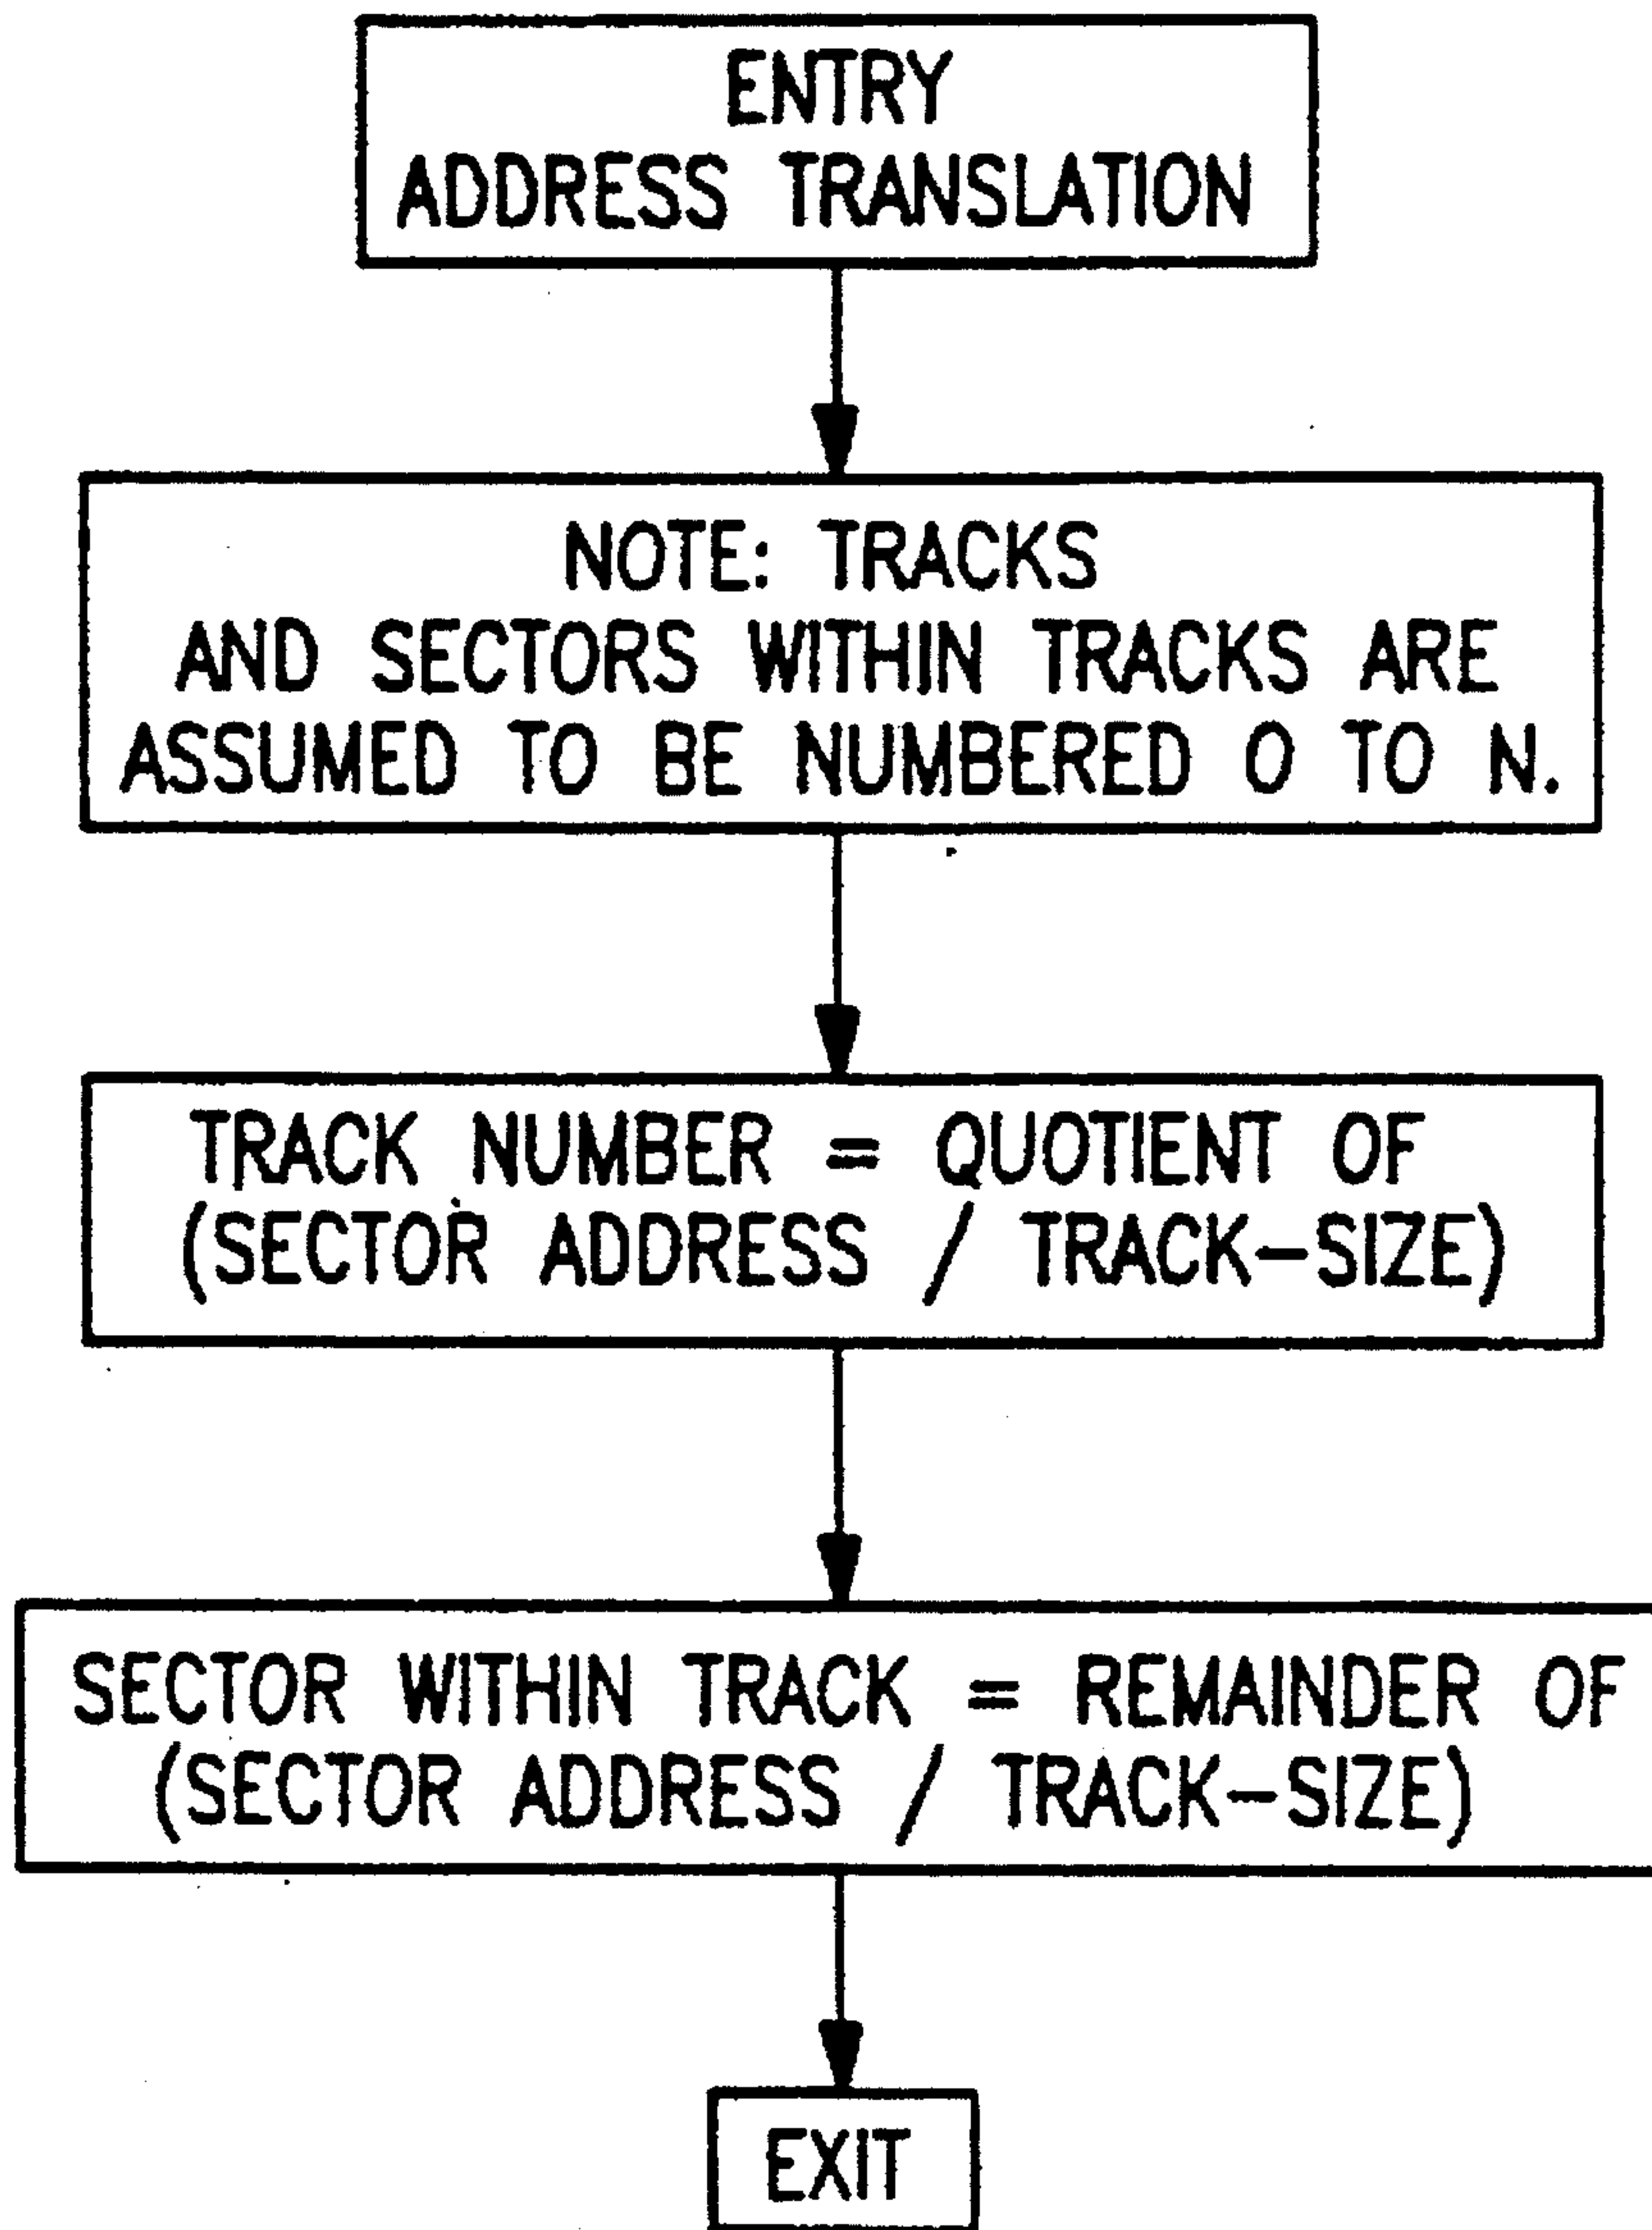 ENTRY
ADDRESS TRANSLATION
NOTE: TRACKS
AND SECTORS WITHIN TRACKS ARE
ASSUMED TO BE NUMBERED 0 TO N.
TRACK NUMBER = QUOTIENT OF
(SECTOR ADDRESS / TRACK-SIZE)
SECTOR WITHIN TRACK = REMAINDER OF
(SECTOR ADDRESS / TRACK-SIZE)
EXIT